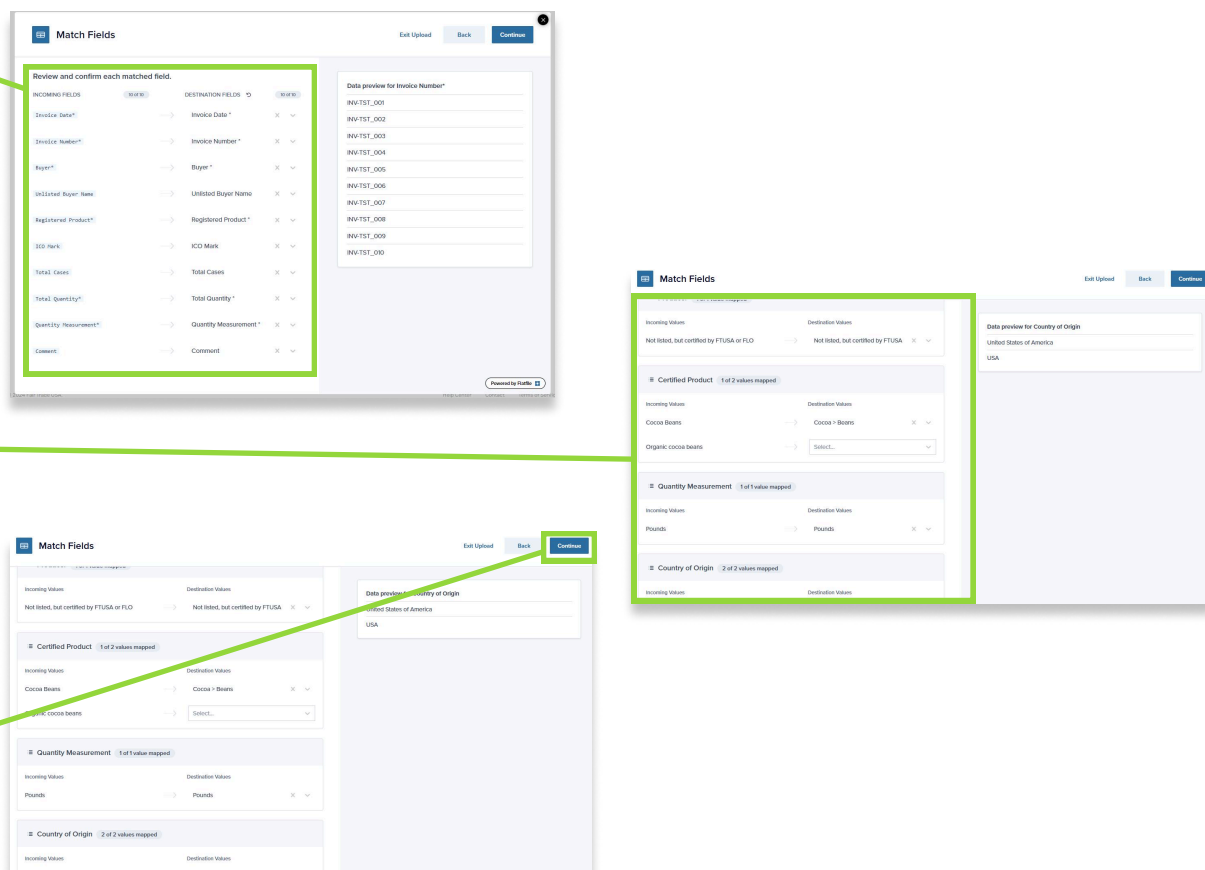 Match Fields
Exit Upload
Back
Continue
Review and confirm each matched field.
INCOMING FIELDS
10 of 10
DESTINATION FIELDS
10 of 10
Invoice Date*
Invoice Date *
Invoice Number*
Invoice Number *
Buyer*
Buyer *
Unlisted Buyer Name
Unlisted Buyer Name
Registered Product*
Registered Product *
ICO Mark
ICO Mark
Total Cases
Total Cases
Total Quantity*
Total Quantity *
Quantity Measurement*
Quantity Measurement *
Comment
Comment
Data preview for Invoice Number*
INV-TST_001
INV-TST_002
INV-TST_003
INV-TST_004
INV-TST_005
INV-TST_006
INV-TST_007
INV-TST_008
INV-TST_009
INV-TST_010
Powered by Flatfile
Help Center
Contact
Match Fields
Exit Upload
Back
Continue
Incoming Values
Destination Values
Not listed, but certified by FTUSA or FLO
Not listed, but certified by FTUSA
Certified Product
1 of 2 values mapped
Incoming Values
Destination Values
Cocoa Beans
Cocoa > Beans
Organic cocoa beans
Select...
Quantity Measurement
1 of 1 value mapped
Incoming Values
Destination Values
Pounds
Pounds
Country of Origin
2 of 2 values mapped
Incoming Values
Destination Values
Data preview for Country of Origin
United States of America
USA
Match Fields
Exit Upload
Back
Continue
Incoming Values
Destination Values
Not listed, but certified by FTUSA or FLO
Not listed, but certified by FTUSA
Certified Product
1 of 2 values mapped
Incoming Values
Destination Values
Cocoa Beans
Cocoa > Beans
Organic cocoa beans
Select...
Quantity Measurement
1 of 1 value mapped
Incoming Values
Destination Values
Pounds
Pounds
Country of Origin
2 of 2 values mapped
Incoming Values
Destination Values
Data preview for Country of Origin
United States of America
USA